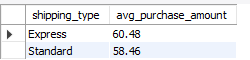 shipping_type avg_purchase_amount
Express 60.48
Standard 58.46